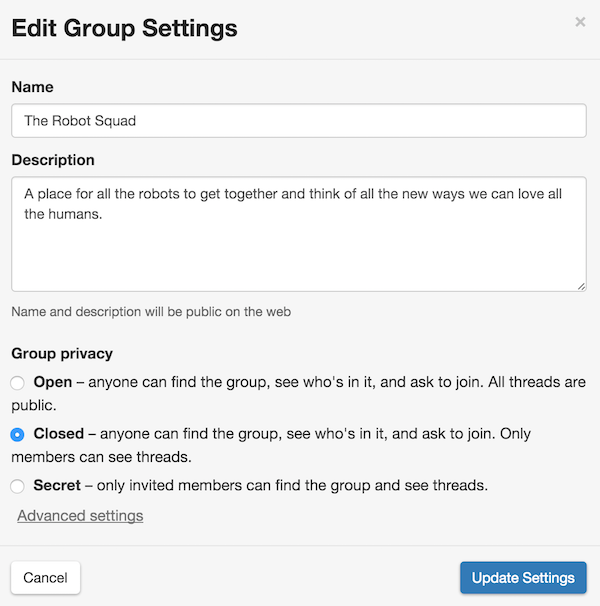 Edit Group Settings
×
Name
The Robot Squad
Description
A place for all the robots to get together and think of all the new ways we can love all
the humans.
Name and description will be public on the web
Group privacy
Open – anyone can find the group, see who's in it, and ask to join. All threads are
public.
Closed – anyone can find the group, see who's in it, and ask to join. Only
members can see threads.
Secret – only invited members can find the group and see threads.
Advanced settings
Cancel
Update Settings